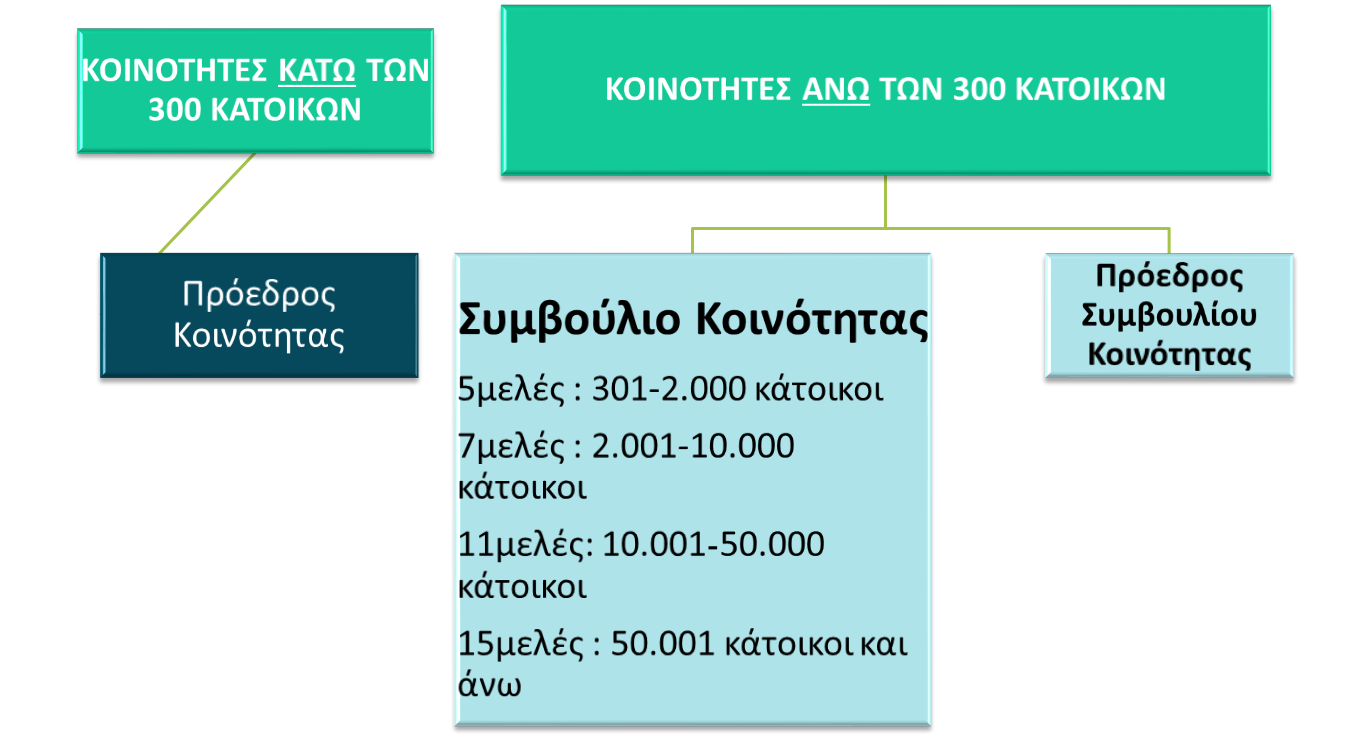 ΚΟΙΝΟΤΗΤΕΣ ΚΑΤΩ ΤΩΝ
300 ΚΑΤΟΙΚΩΝ
ΚΟΙΝΟΤΗΤΕΣ ΑΝΩ ΤΩΝ 300 ΚΑΤΟΙΚΩΝ
Πρόεδρος
Κοινότητας
Συμβούλιο Κοινότητας
5μελές : 301-2.000 κάτοικοι
7μελές : 2.001-10.000
κάτοικοι
11μελές: 10.001-50.000
κάτοικοι
15μελές : 50.001 κάτοικοι και
άνω
Πρόεδρος
Συμβουλίου
Κοινότητας